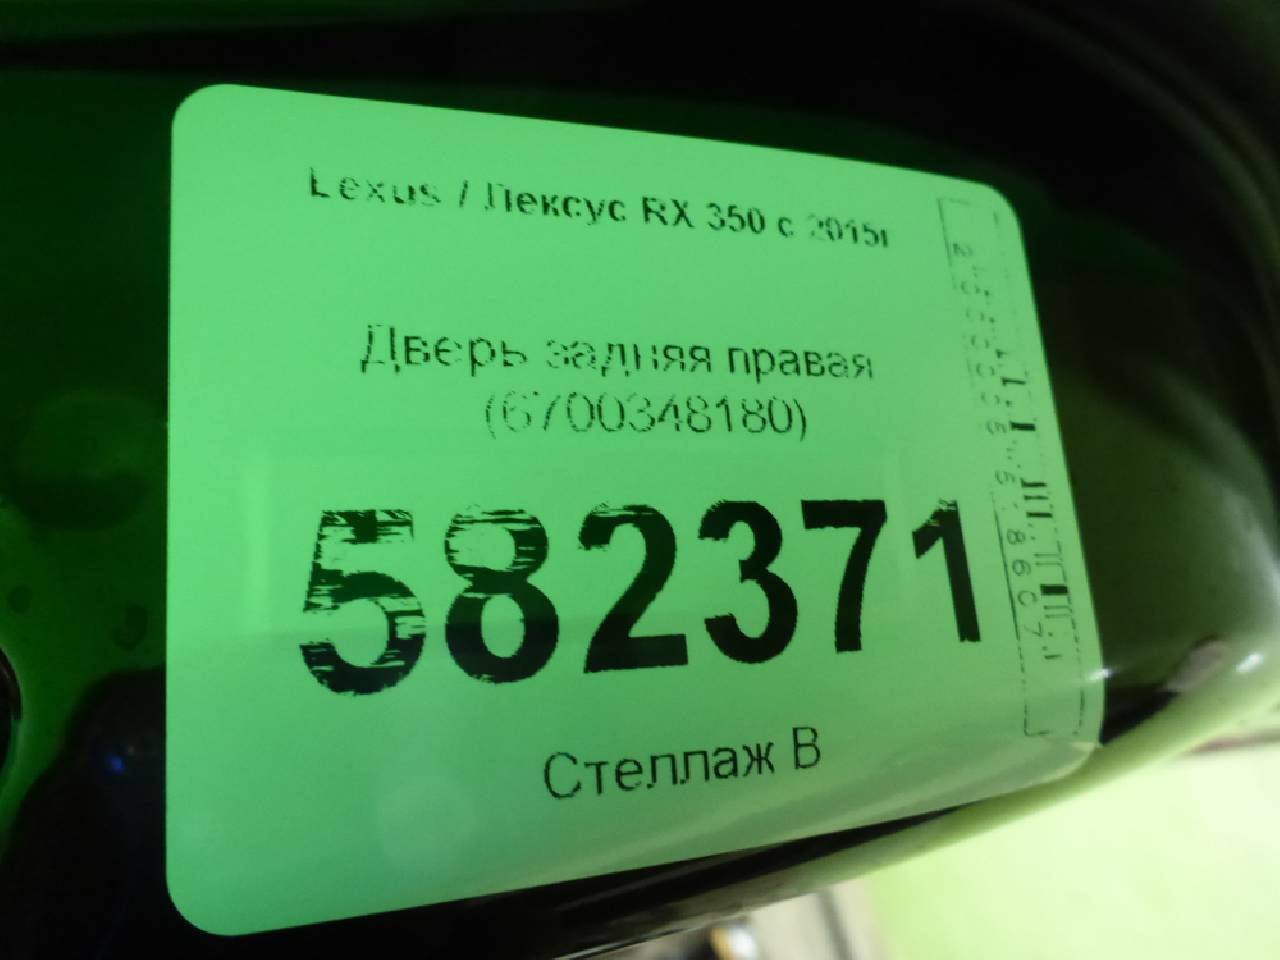 Lexus / Лексус RX 350 с 2015г
Дверь задняя правая
(6700348180)
582371
Стеллаж В